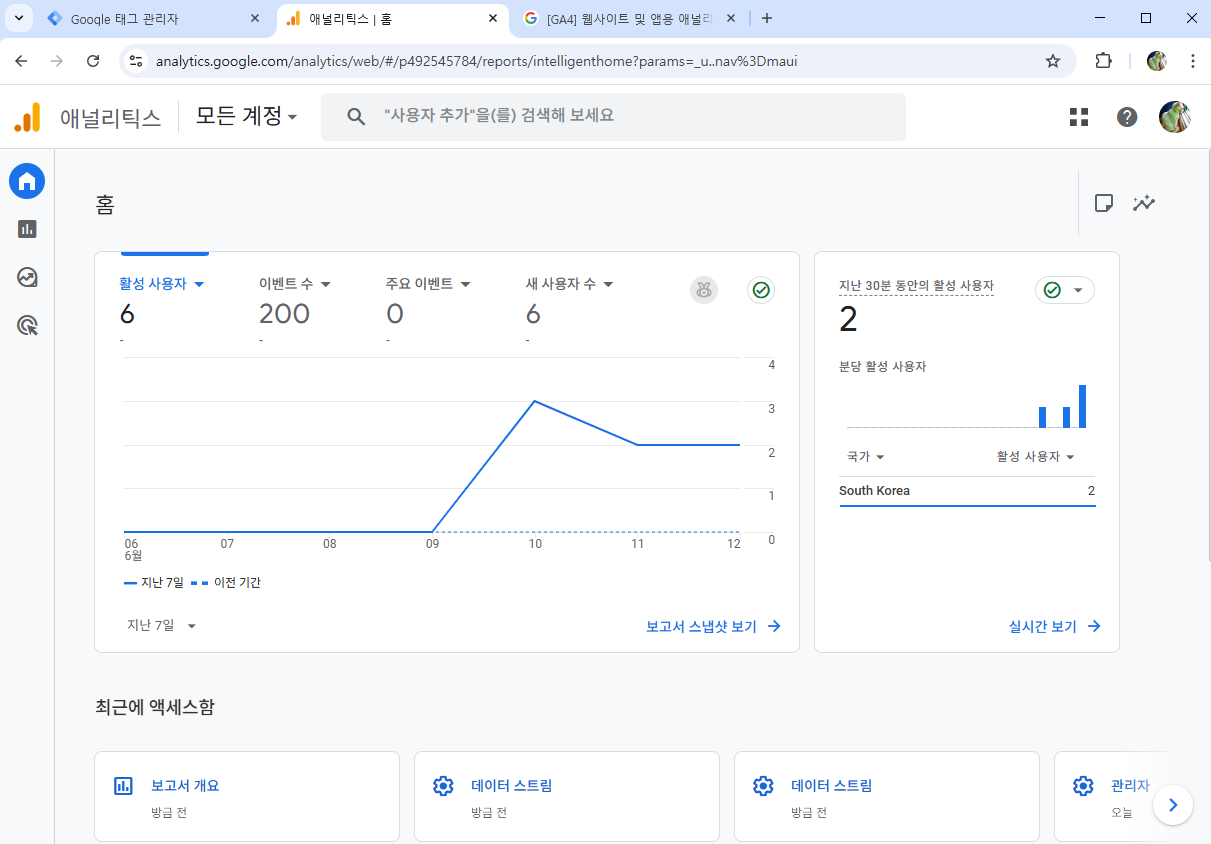 Google 태그 관리자
애널리틱스 | 홈
[GA4] 웹사이트 및 앱용 애널리
analytics.google.com/analytics/web/#/p492545784/reports/intelligenthome?params=_u..nav%3Dmaui
애널리틱스
모든 계정
"사용자 추가"을(를) 검색해 보세요
홈
활성 사용자
6
-
이벤트 수
200
-
주요 이벤트
0
-
새 사용자 수
6
-
4
3
2
1
0
06
6월
07
08
09
10
11
12
지난 7일
이전 기간
지난 7일
보고서 스냅샷 보기
지난 30분 동안의 활성 사용자
2
분당 활성 사용자
국가 활성 사용자
South Korea 2
실시간 보기
최근에 액세스함
보고서 개요
방금 전
데이터 스트림
방금 전
데이터 스트림
방금 전
관리자
오늘